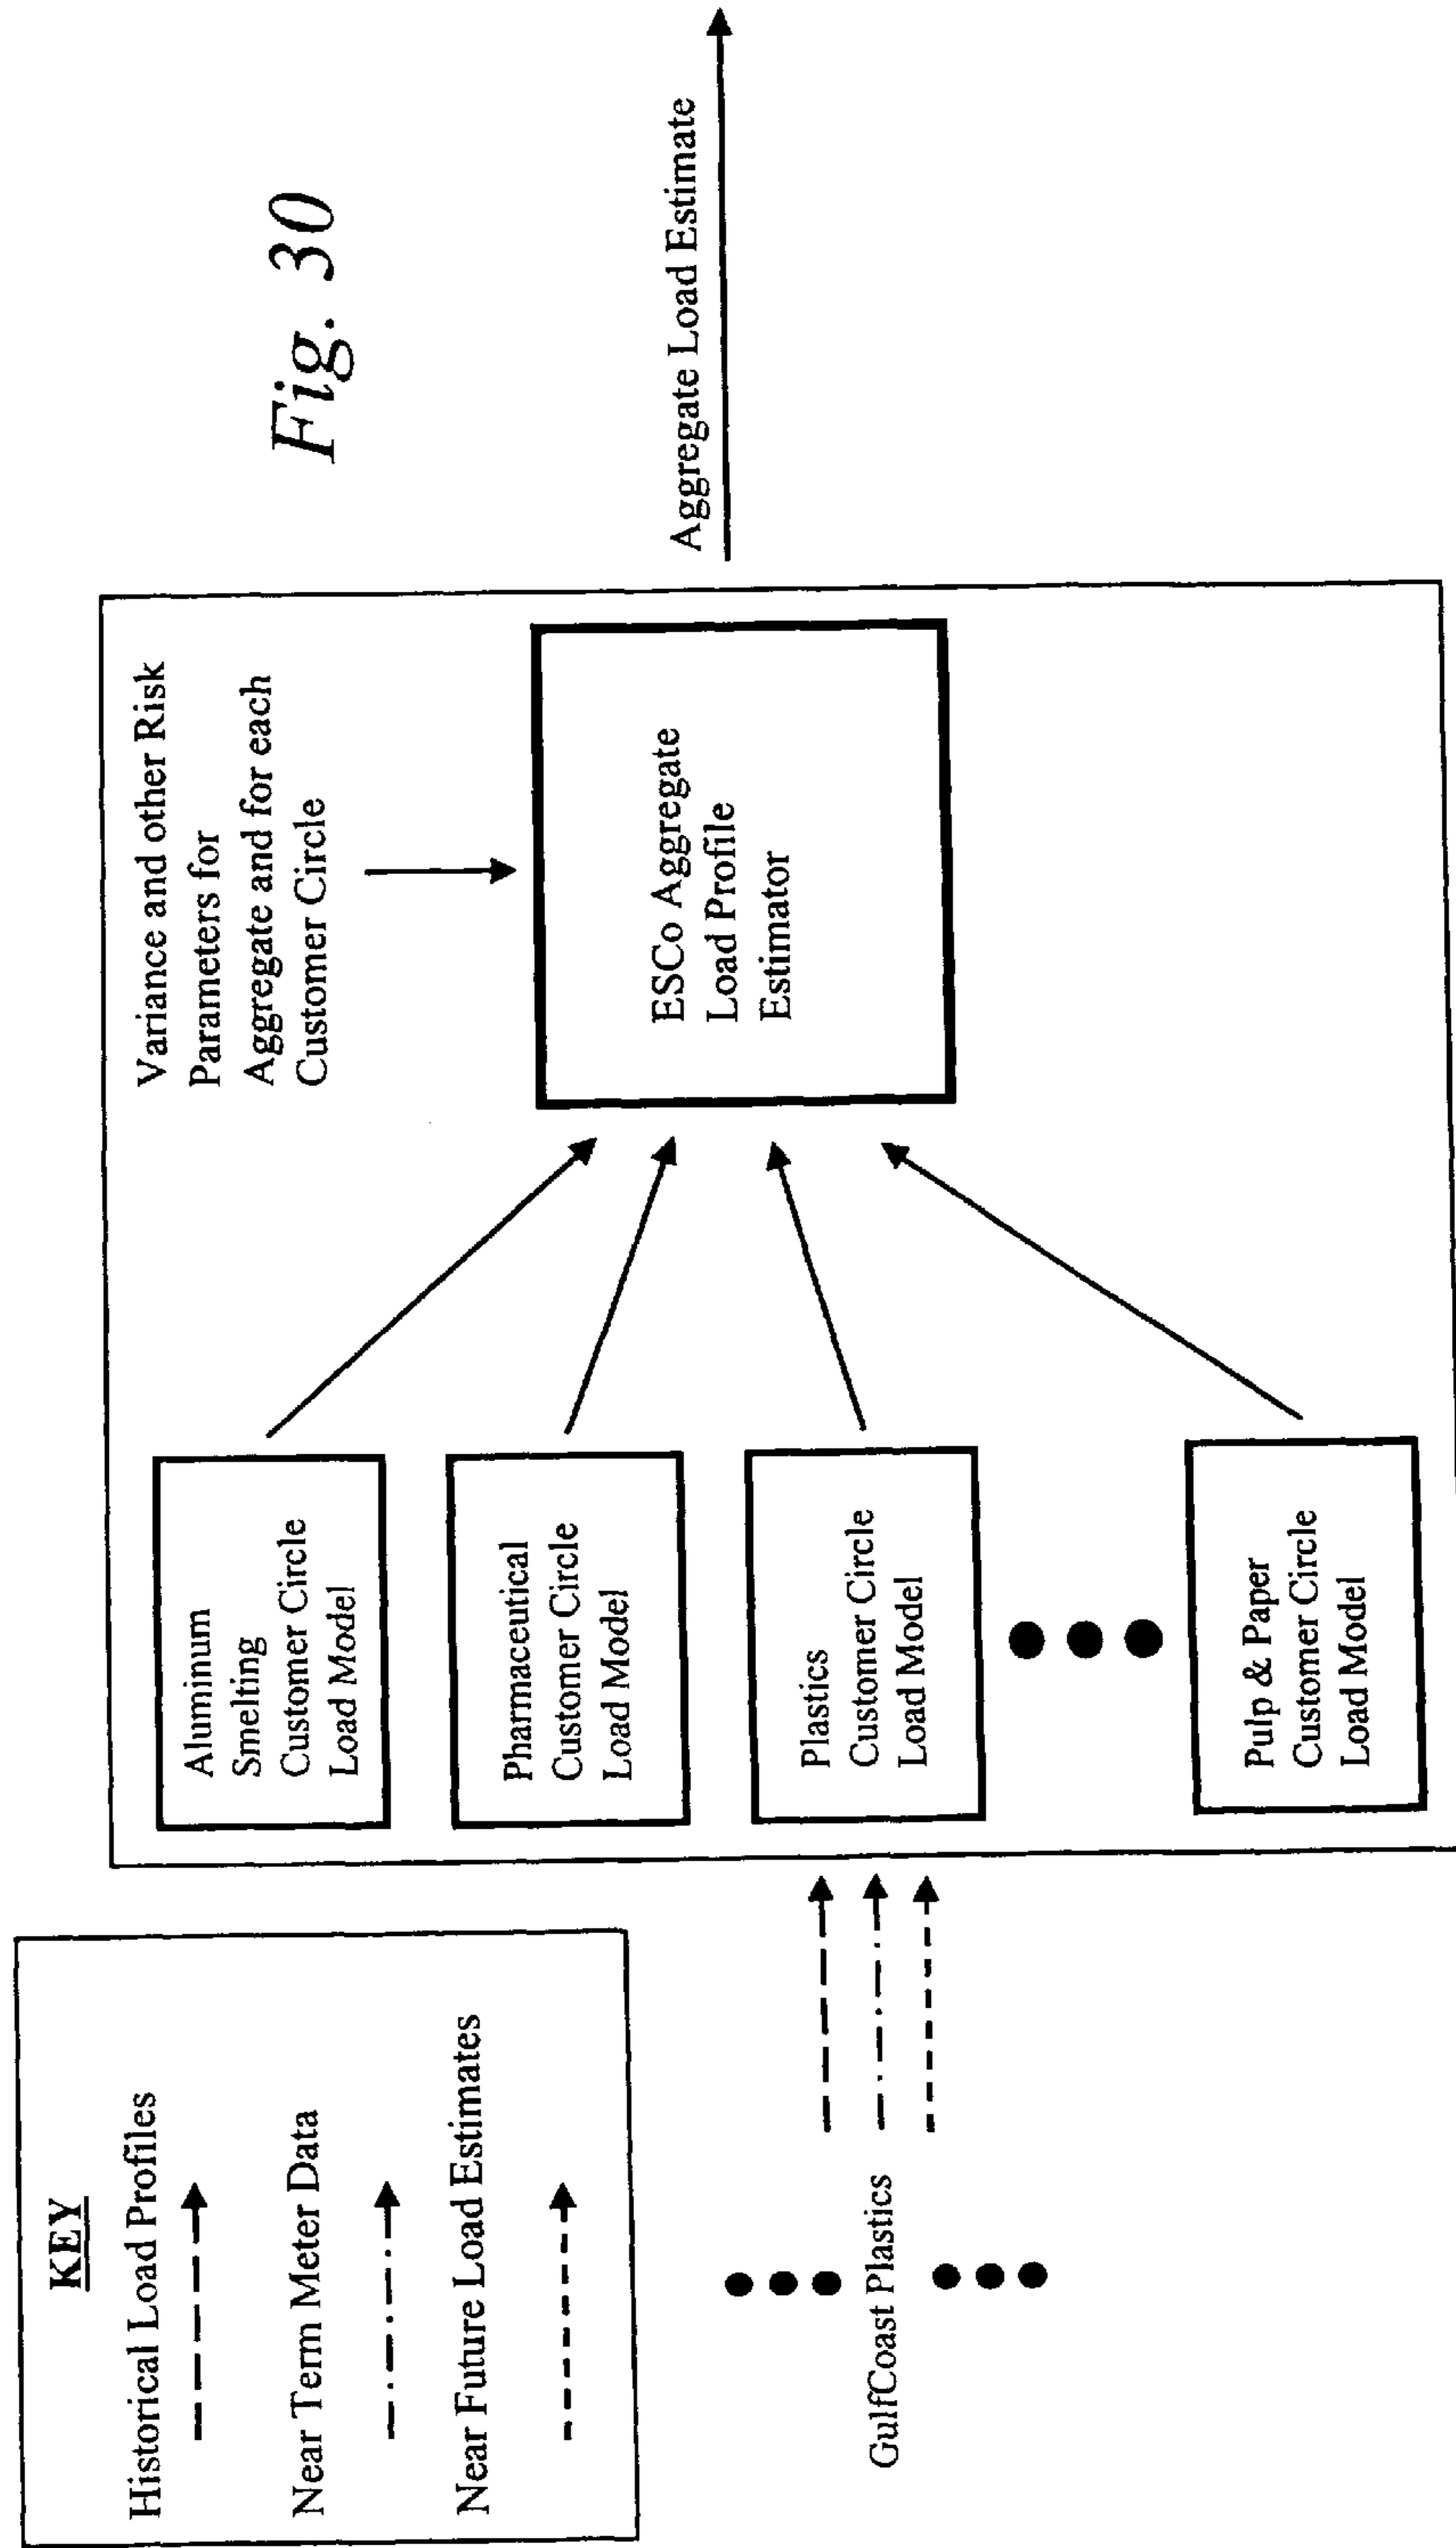 KEY
Historical Load Profiles
Near Term Meter Data
Near Future Load Estimates
GulfCoast Plastics
Aluminum
Smelting
Customer Circle
Load Model
Pharmaceutical
Customer Circle
Load Model
Plastics
Customer Circle
Load Model
Pulp & Paper
Customer Circle
Load Model
Variance and other Risk
Parameters for
Aggregate and for each
Customer Circle
ESCo Aggregate
Load Profile
Estimator
Aggregate Load Estimate
Fig. 30